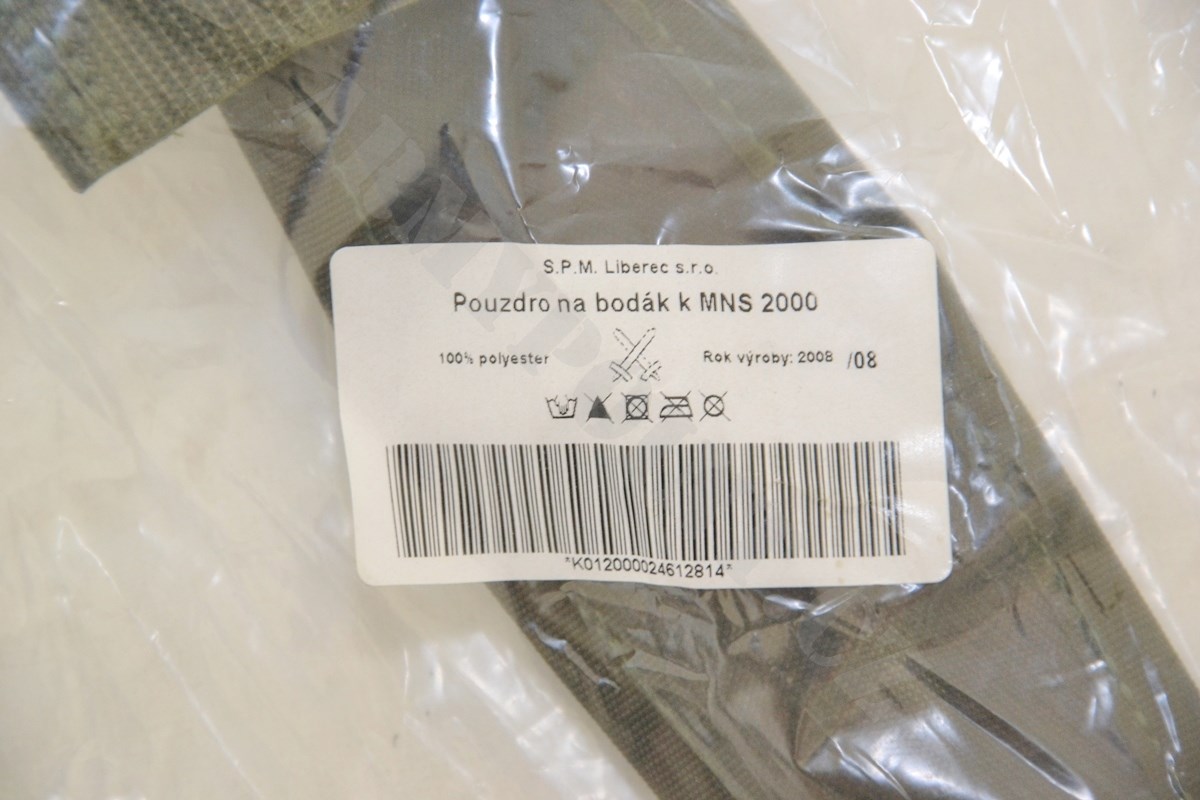 S.P.M. Liberec s.r.o.
Pouzdro na bodák k MNS 2000
100% polyester
Rok výroby: 2008 /08
*K012000024612814*